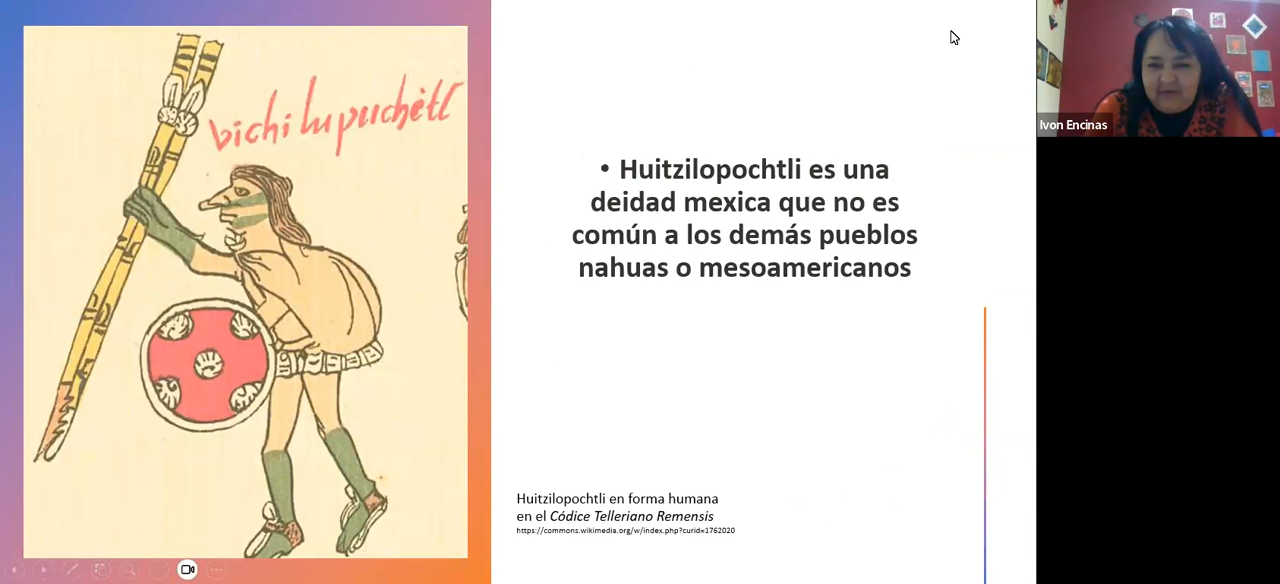 vichilupuchètl
• Huitzilopochtli es una
deidad mexica que no es
común a los demás pueblos
nahuas o mesoamericanos
Huitzilopochtli en forma humana
en el Códice Telleriano Remensis
https://commons.wikimedia.org/w/index.php?curid=1762020
Ivon Encinas